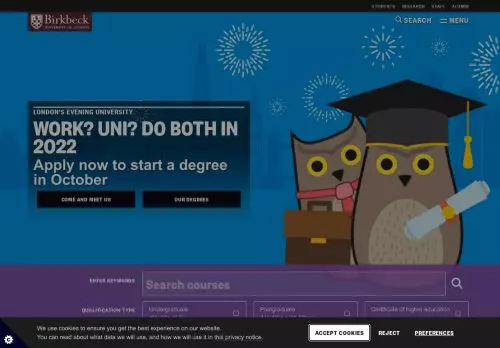 STUDENTS RESEARCH STAFF ALUMNI
Birkbeck
UNIVERSITY OF LONDON
SEARCH MENU
LONDON'S EVENING UNIVERSITY
WORK? UNI? DO BOTH IN
2022
Apply now to start a degree
in October
COME AND MEET US OUR DEGREES
ENTER KEYWORDS Search courses
QUALIFICATION TYPE Undergraduate Postgraduate Certificate of higher education
We use cookies to ensure you get the best experience on our website.
You can read about what data we will use, and how we will use it in this privacy notice.
ACCEPT COOKIES REJECT PREFERENCES